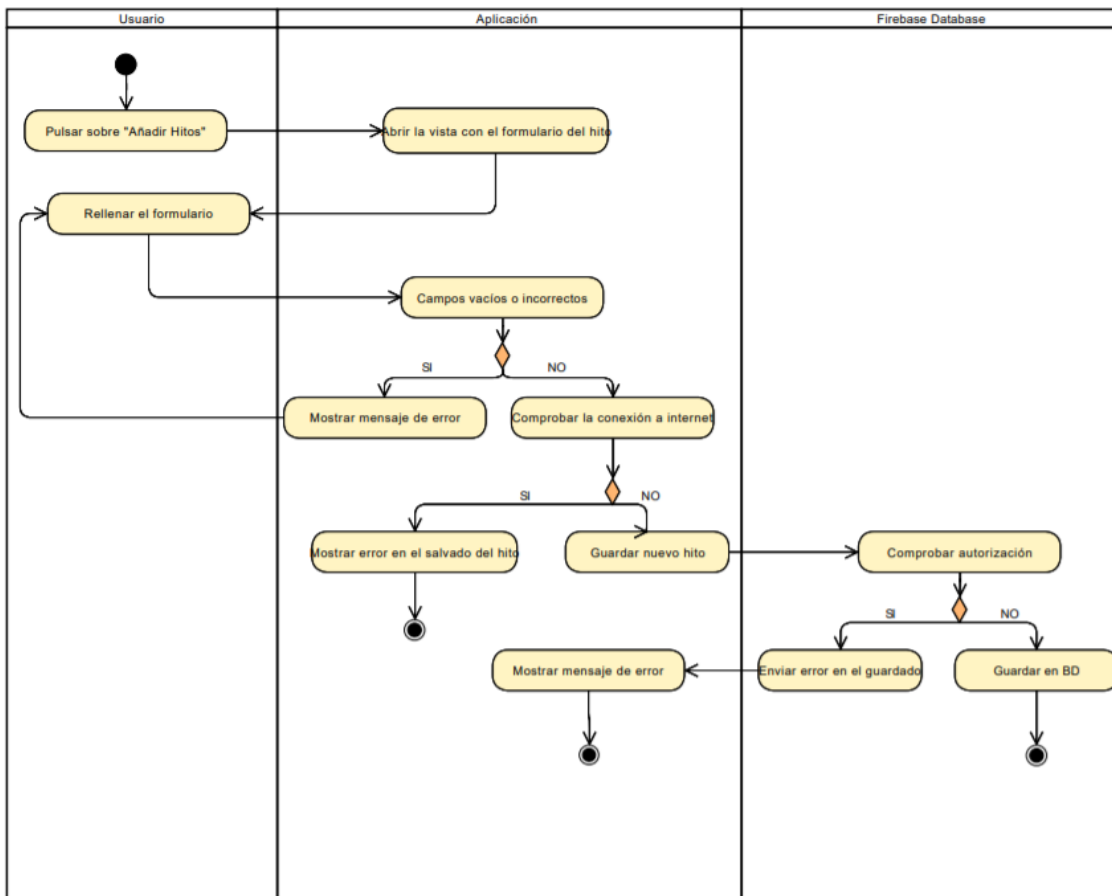 Usuario
Aplicación
Firebase Database
Pulsar sobre "Añadir Hitos"
Abrir la vista con el formulario del hito
Rellenar el formulario
Campos vacíos o incorrectos
SI
NO
Mostrar mensaje de error
Comprobar la conexión a internet
SI
NO
Mostrar error en el salvado del hito
Guardar nuevo hito
Comprobar autorización
SI
NO
Mostrar mensaje de error
Enviar error en el guardado
Guardar en BD